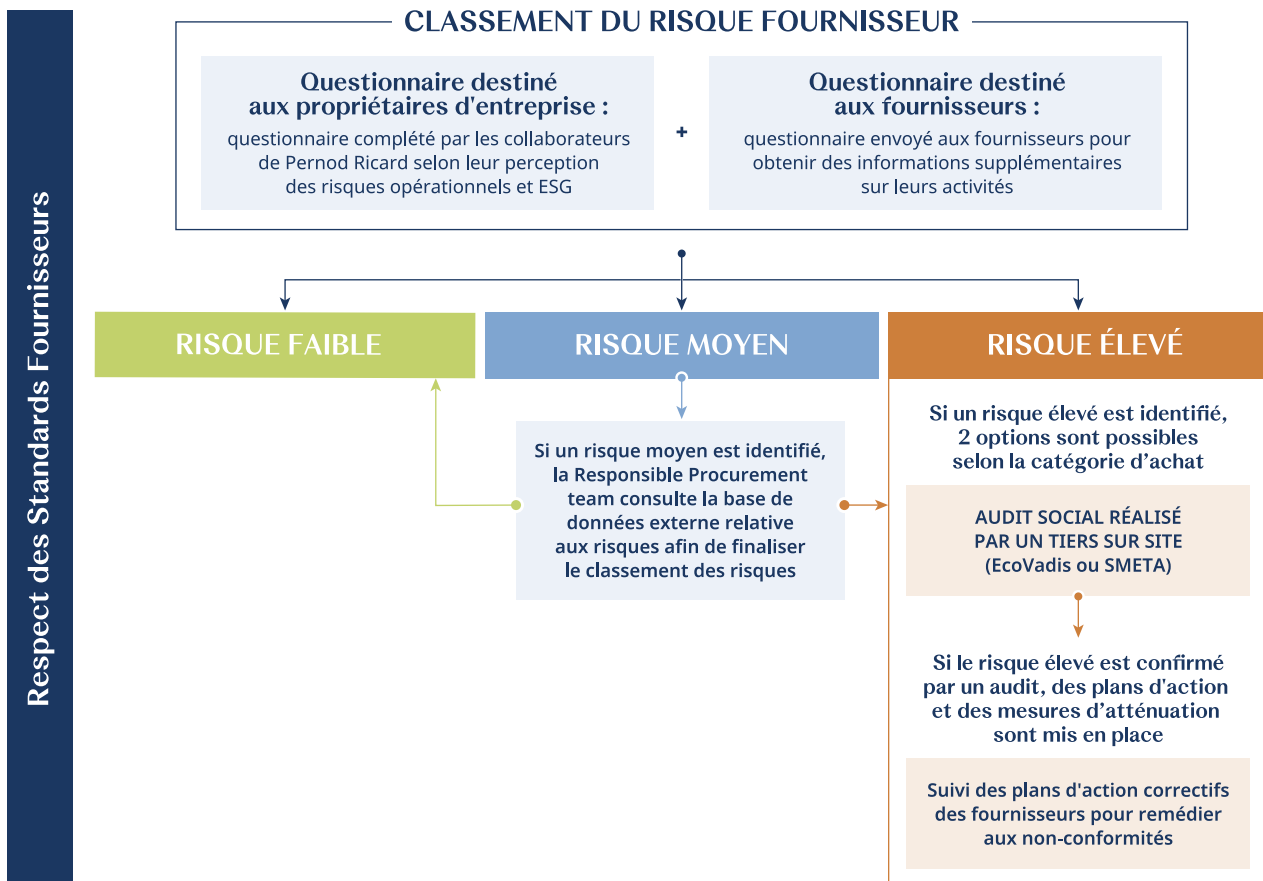 Respect des Standards Fournisseurs
CLASSEMENT DU RISQUE FOURNISSEUR
Questionnaire destiné
aux propriétaires d'entreprise :
questionnaire complété par les collaborateurs
de Pernod Ricard selon leur perception
des risques opérationnels et ESG
+
Questionnaire destiné
aux fournisseurs :
questionnaire envoyé aux fournisseurs pour
obtenir des informations supplémentaires
sur leurs activités
RISQUE FAIBLE
RISQUE MOYEN
RISQUE ÉLEVÉ
Si un risque moyen est identifié,
la Responsible Procurement
team consulte la base de
données externe relative
aux risques afin de finaliser
le classement des risques
Si un risque élevé est identifié,
2 options sont possibles
selon la catégorie d’achat
AUDIT SOCIAL RÉALISÉ
PAR UN TIERS SUR SITE
(EcoVadis ou SMETA)
Si le risque élevé est confirmé
par un audit, des plans d'action
et des mesures d’atténuation
sont mis en place
Suivi des plans d'action correctifs
des fournisseurs pour remédier
aux non-conformités